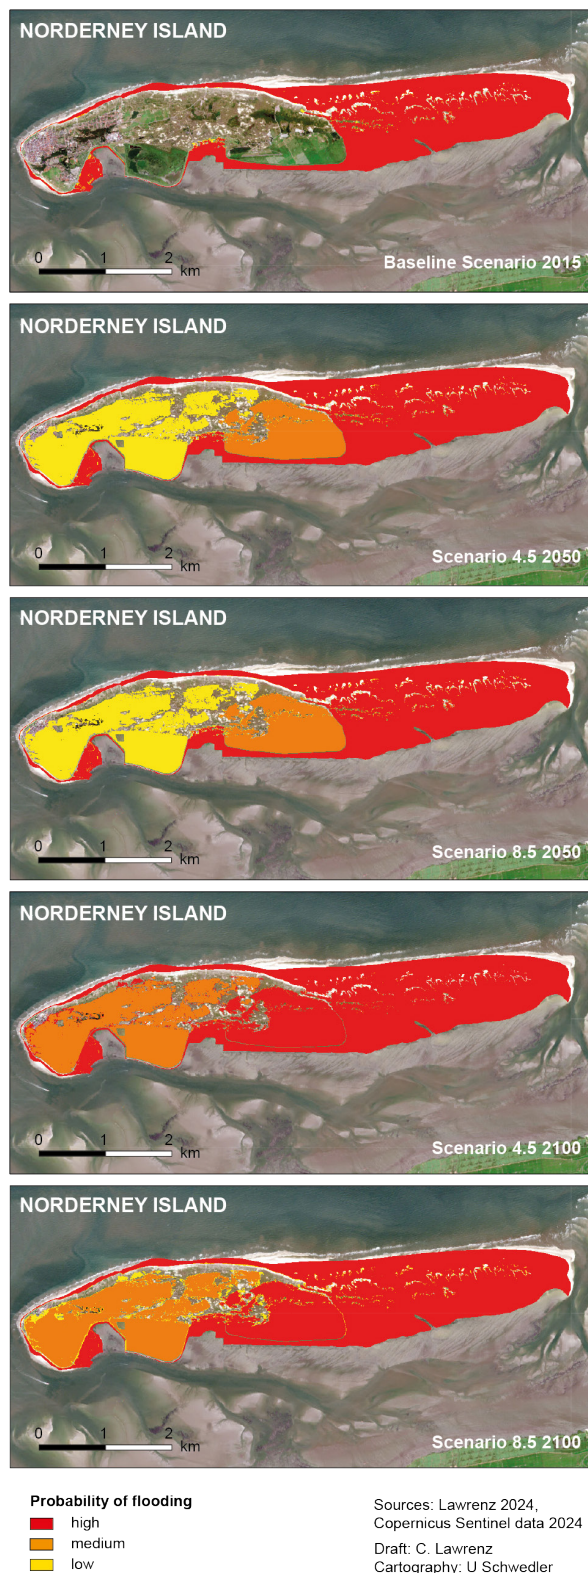 NORDERNEY ISLAND
0 1 2
km
Baseline Scenario 2015
NORDERNEY ISLAND
0 1 2
km
Scenario 4.5 2050
NORDERNEY ISLAND
0 1 2
km
Scenario 8.5 2050
NORDERNEY ISLAND
0 1 2
km
Scenario 4.5 2100
NORDERNEY ISLAND
0 1 2
km
Scenario 8.5 2100
Probability of flooding
high
medium
low
Sources: Lawrenz 2024,
Copernicus Sentinel data 2024
Draft: C. Lawrenz
Cartography: U Schwedler